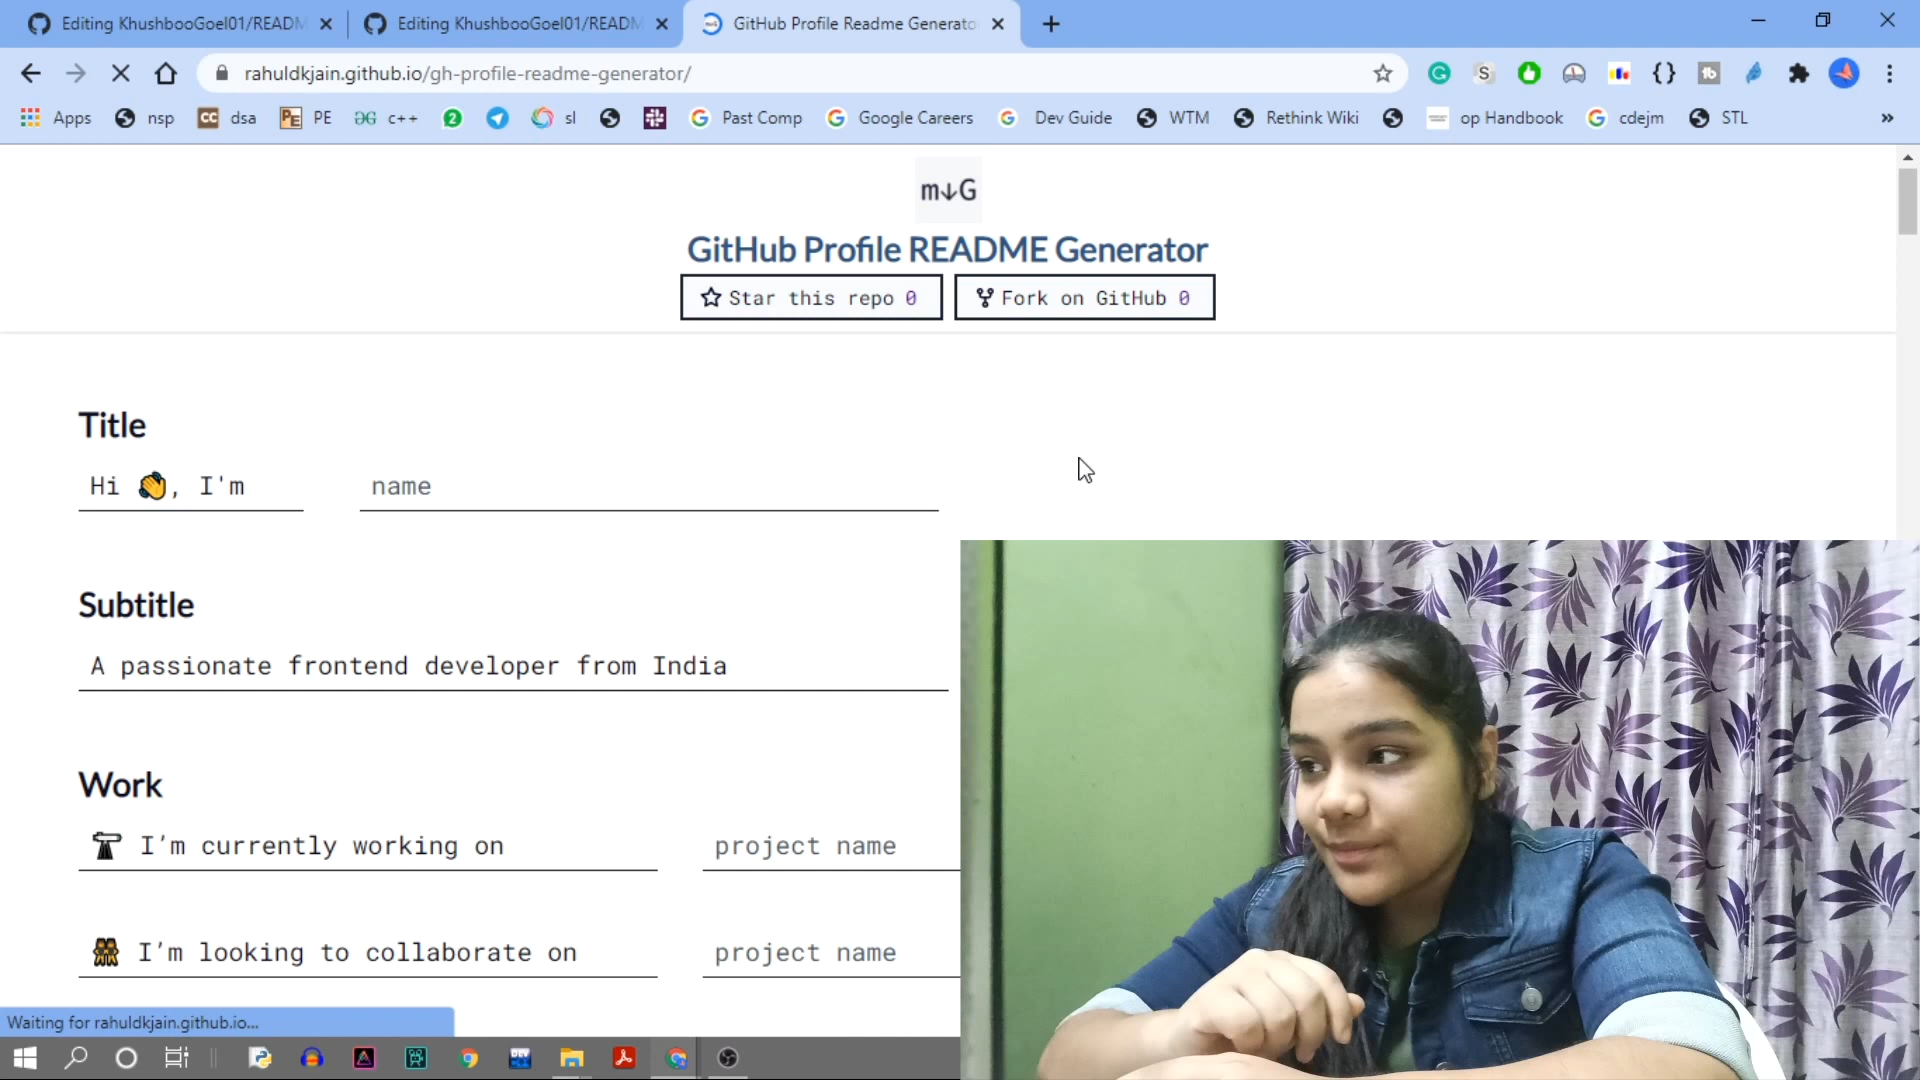 Editing KhushbooGoel01/READM
Editing KhushbooGoel01/READM
GitHub Profile Readme Generato
rahuldkjain.github.io/gh-profile-readme-generator/
Apps nsp CC dsa PE PE c++ 2 sl Past Comp Google Careers Dev Guide WTM Rethink Wiki op Handbook cdejm STL »
m↓G
GitHub Profile README Generator
Star this repo 0 Fork on GitHub 0
Title
Hi 👋, I'm name
Subtitle
A passionate frontend developer from India
Work
I'm currently working on project name
I'm looking to collaborate on project name
Waiting for rahuldkjain.github.io...